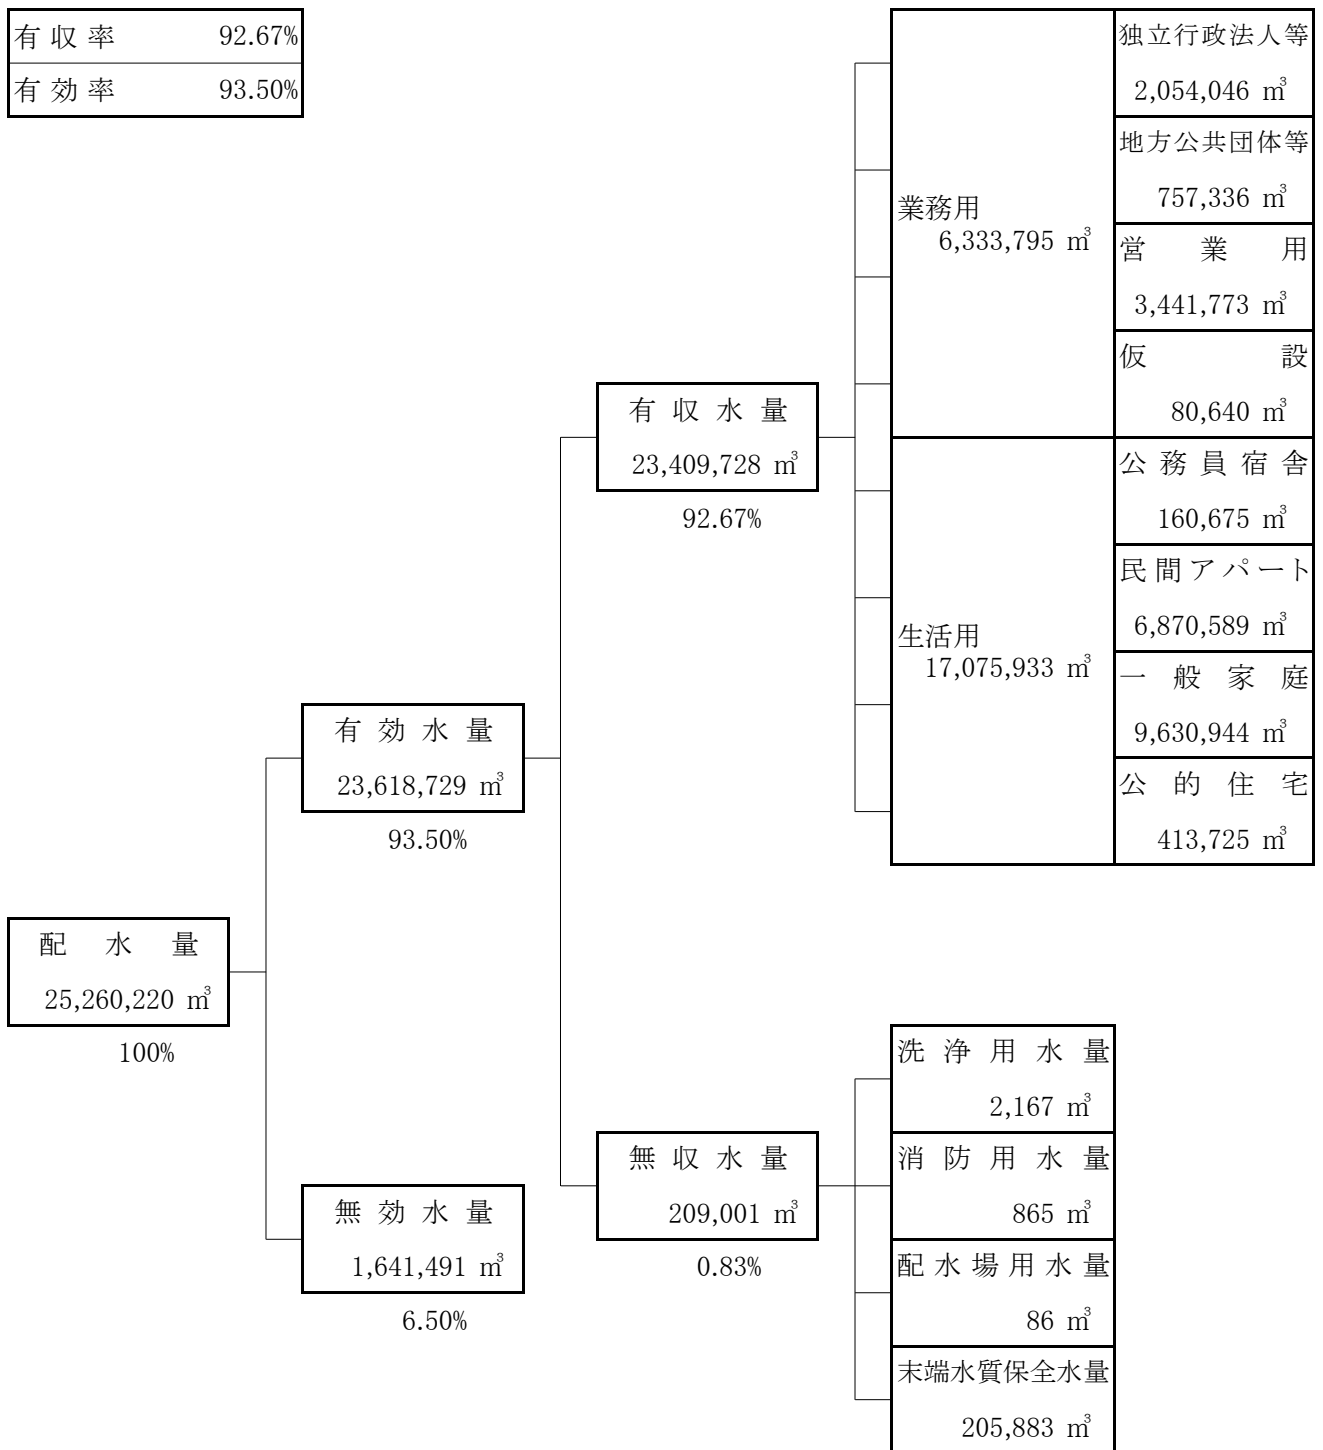 有収率 92.67%
有効率 93.50%
独立行政法人等
2,054,046 ㎥
地方公共団体等
757,336 ㎥
業務用
6,333,795 ㎥
営業用
3,441,773 ㎥
仮設
80,640 ㎥
有収水量
23,409,728 ㎥
92.67%
公務員宿舎
160,675 ㎥
民間アパート
6,870,589 ㎥
生活用
17,075,933 ㎥
一般家庭
9,630,944 ㎥
公的住宅
413,725 ㎥
有効水量
23,618,729 ㎥
93.50%
配水量
25,260,220 ㎥
100%
無効水量
1,641,491 ㎥
6.50%
無収水量
209,001 ㎥
0.83%
洗浄用水量
2,167 ㎥
消防用水量
865 ㎥
配水場用水量
86 ㎥
末端水質保全水量
205,883 ㎥